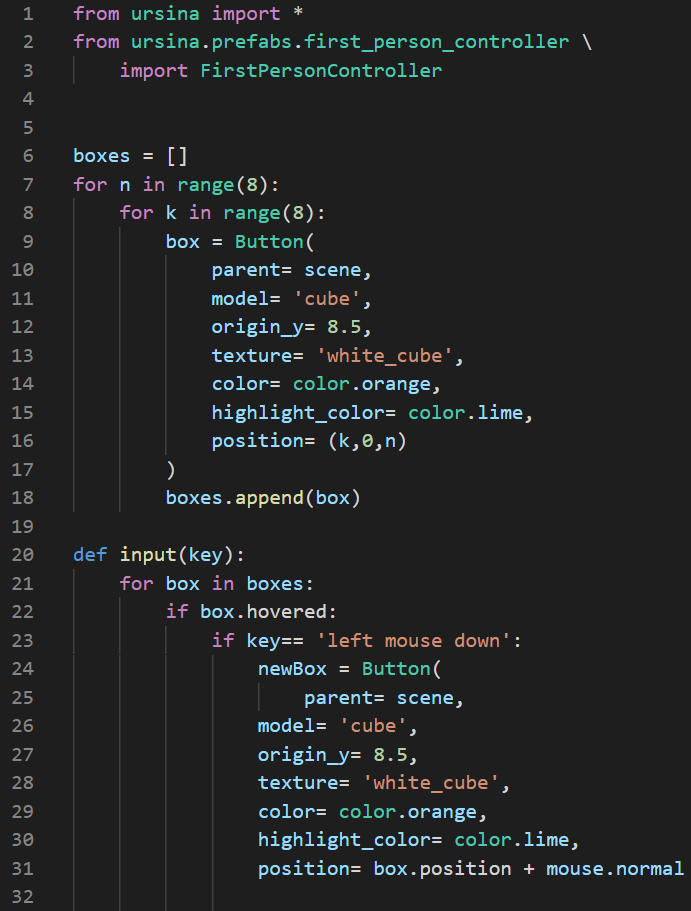 1 from ursina import *
2 from ursina.prefabs.first_person_controller \
3     import FirstPersonController
4
5
6 boxes = []
7 for n in range(8):
8     for k in range(8):
9         box = Button(
10             parent= scene,
11             model= 'cube',
12             origin_y= 8.5,
13             texture= 'white_cube',
14             color= color.orange,
15             highlight_color= color.lime,
16             position= (k,0,n)
17         )
18         boxes.append(box)
19
20 def input(key):
21     for box in boxes:
22         if box.hovered:
23             if key== 'left mouse down':
24                 newBox = Button(
25                     parent= scene,
26                 model= 'cube',
27                 origin_y= 8.5,
28                 texture= 'white_cube',
29                 color= color.orange,
30                 highlight_color= color.lime,
31                 position= box.position + mouse.normal
32